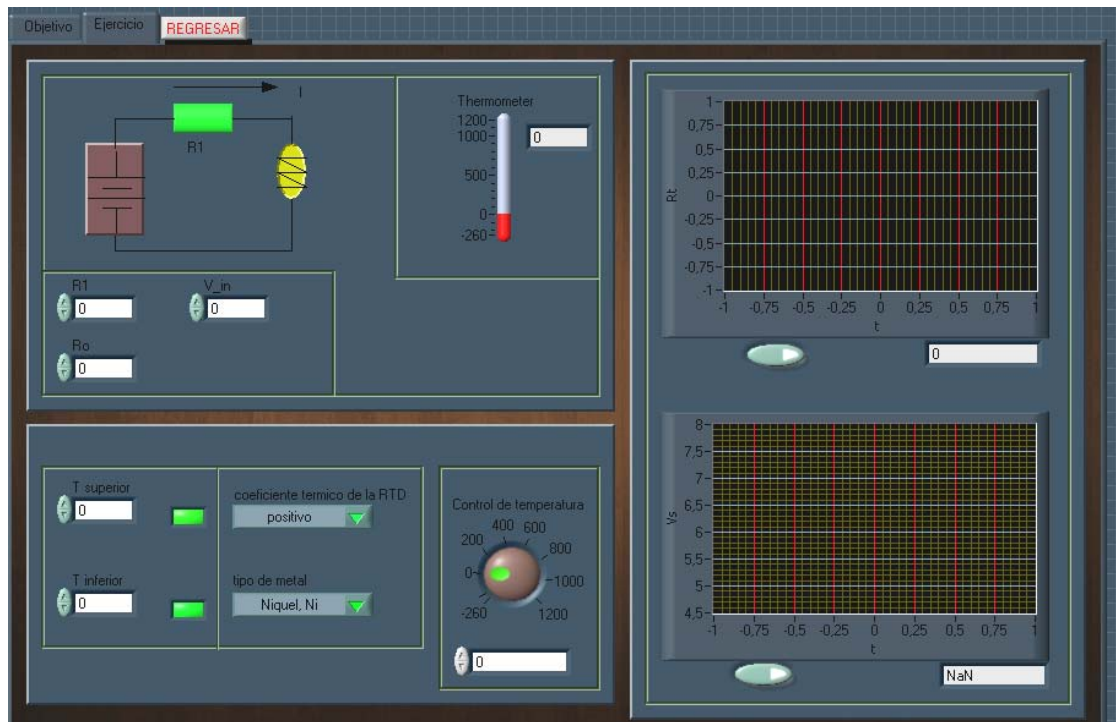 Objetivo
Ejercicio
REGRESAR
I
R1
Thermometer
1200
1000
500
0
-260
0
R1
0
V_in
0
Ro
0
T superior
0
T inferior
0
coeficiente termico de la RTD
positivo
tipo de metal
Niquel, Ni
Control de temperatura
-260
0
200
400
600
800
1000
1200
0
Rt
1
0,75
0,5
0,25
0
-0,25
-0,5
-0,75
-1
-1 -0,75 -0,5 -0,25 0 0,25 0,5 0,75 1
t
0
Vs
8
7,5
7
6,5
6
5,5
5
4,5
-1 -0,75 -0,5 -0,25 0 0,25 0,5 0,75 1
t
NaN